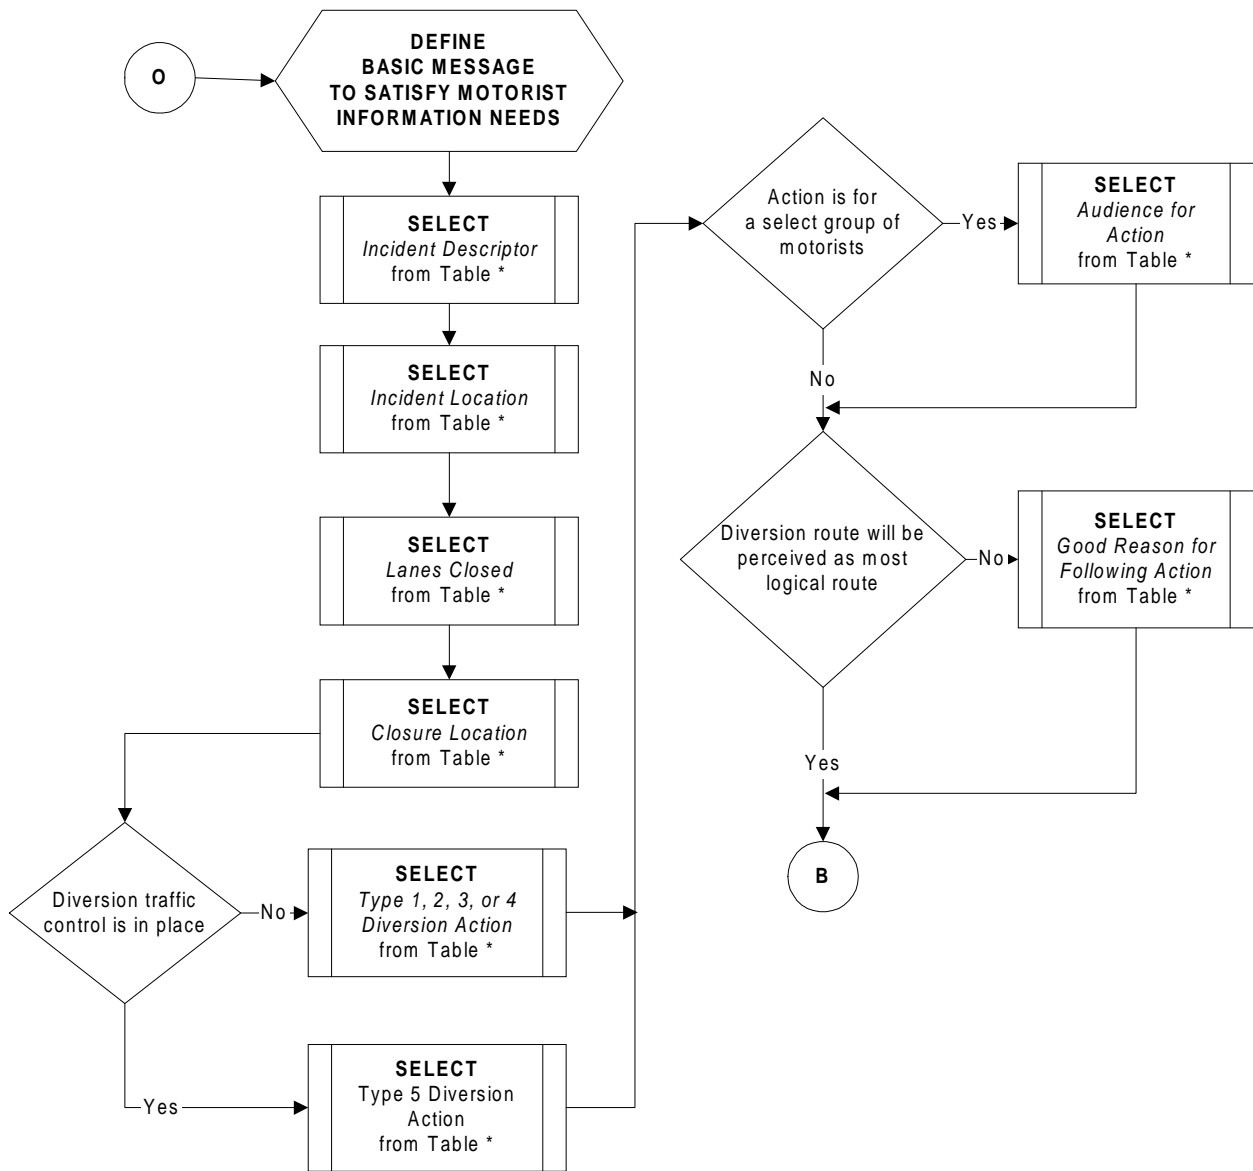 O
DEFINE
BASIC MESSAGE
TO SATISFY MOTORIST
INFORMATION NEEDS
SELECT
Incident Descriptor
from Table *
SELECT
Incident Location
from Table *
SELECT
Lanes Closed
from Table *
SELECT
Closure Location
from Table *
Diversion traffic
control is in place
No
SELECT
Type 1, 2, 3, or 4
Diversion Action
from Table *
Yes
SELECT
Type 5 Diversion
Action
from Table *
Action is for
a select group of
motorists
Yes
SELECT
Audience for
Action
from Table *
No
Diversion route will be
perceived as most
logical route
No
SELECT
Good Reason for
Following Action
from Table *
Yes
B